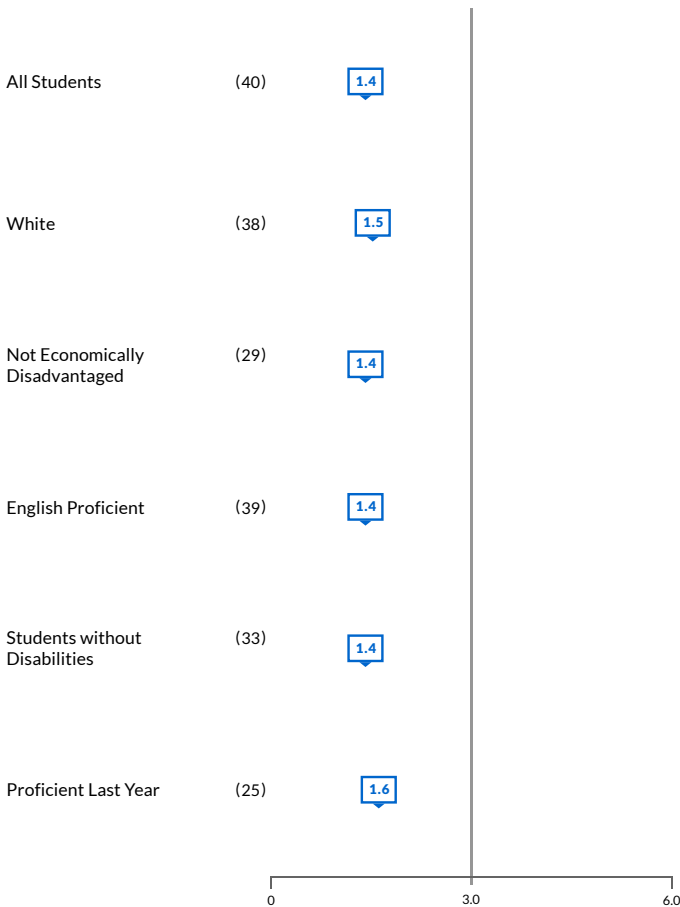 All Students (40) 1.4
White (38) 1.5
Not Economically (29) 1.4
Disadvantaged
English Proficient (39) 1.4
Students without (33) 1.4
Disabilities
Proficient Last Year (25) 1.6
0 3.0 6.0